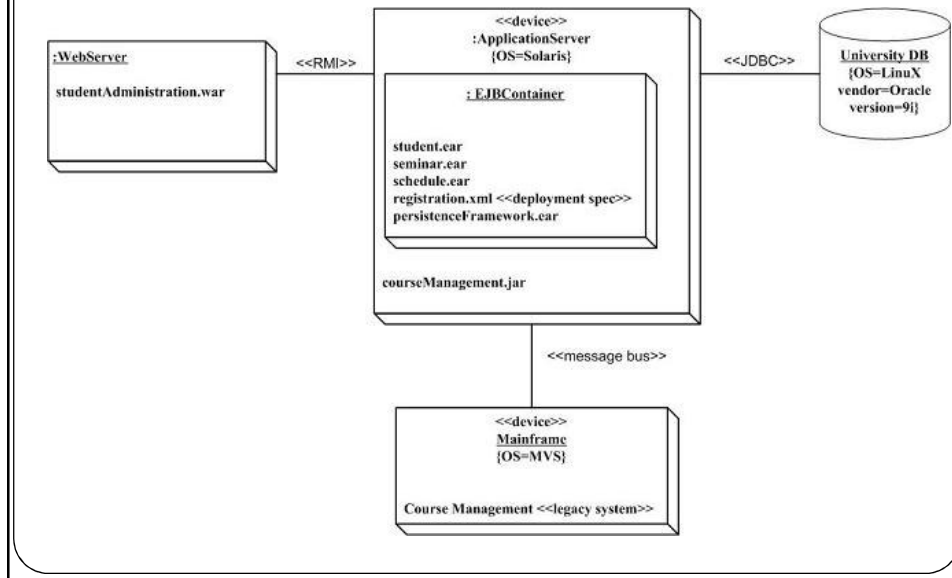 :WebServer
studentAdministration.war
<<RMI>>
<<device>>
:ApplicationServer
{OS=Solaris}
: EJBContainer
student.ear
seminar.ear
schedule.ear
registration.xml <<deployment spec>>
persistenceFramework.ear
courseManagement.jar
<<JDBC>>
University DB
{OS=LinuX
vendor=Oracle
version=9i}
<<message bus>>
<<device>>
Mainframe
{OS=MVS}
Course Management <<legacy system>>